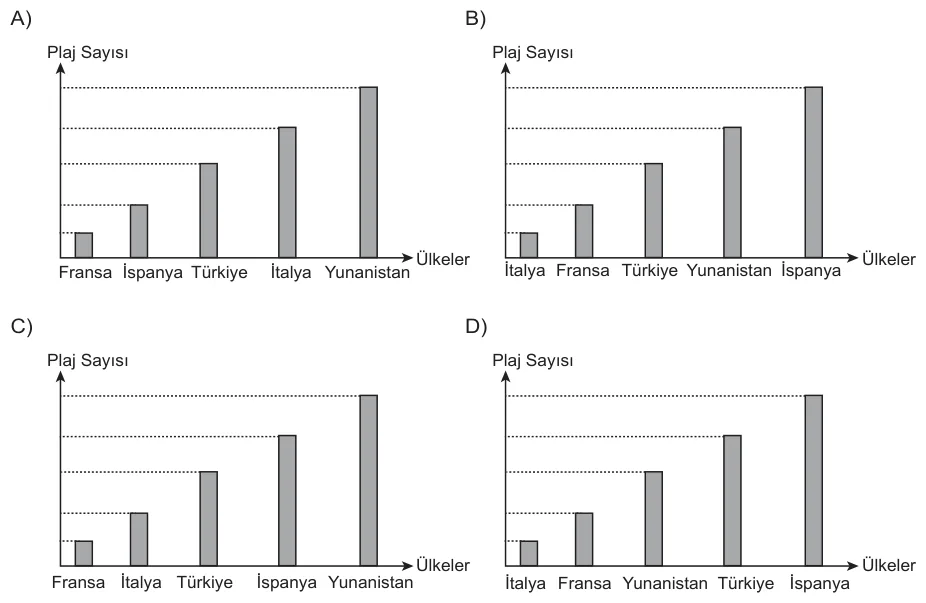 A)
Plaj Sayısı
Ülkeler
Fransa İspanya Türkiye İtalya Yunanistan
B)
Plaj Sayısı
Ülkeler
İtalya Fransa Türkiye Yunanistan İspanya
C)
Plaj Sayısı
Ülkeler
Fransa İtalya Türkiye İspanya Yunanistan
D)
Plaj Sayısı
Ülkeler
İtalya Fransa Yunanistan Türkiye İspanya